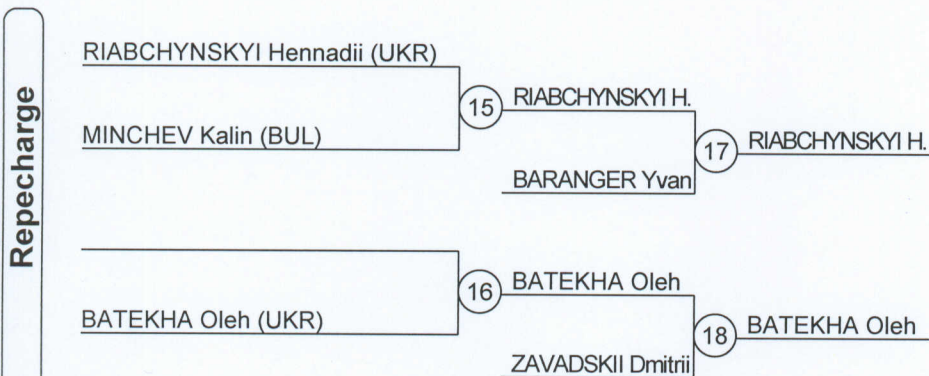 Repechage
RIABCHYNSKYI Hennadii (UKR)
15
RIABCHYNSKYI H.
MINCHEV Kalin (BUL)
17
RIABCHYNSKYI H.
BARANGER Yvan
16
BATEKHA Oleh
BATEKHA Oleh (UKR)
18
BATEKHA Oleh
ZAVADSKII Dmitrii